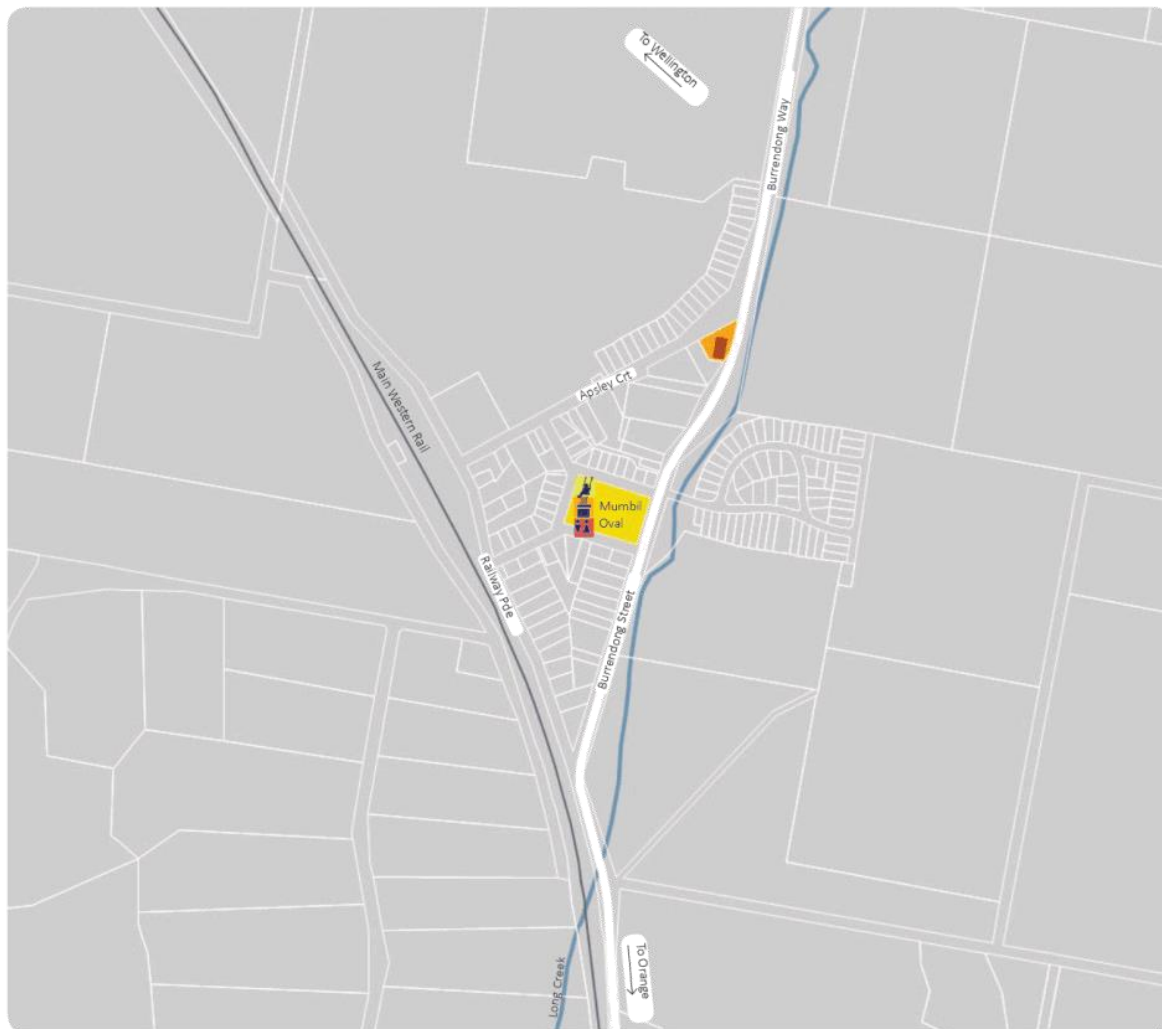 To Wellington
Burrendong Way
Main Western Rail
Apsley Crt
Mumbil
Oval
Railway Pde
Burrendong Street
Long Creek
To Orange